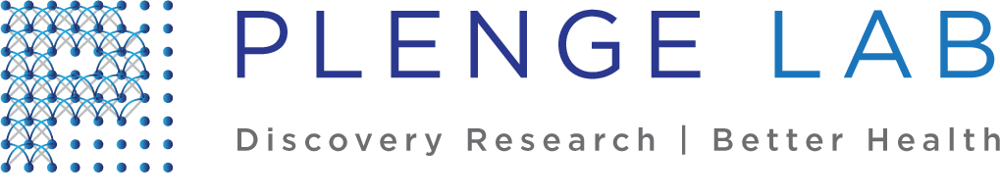 PLENGE LAB
Discovery Research | Better Health